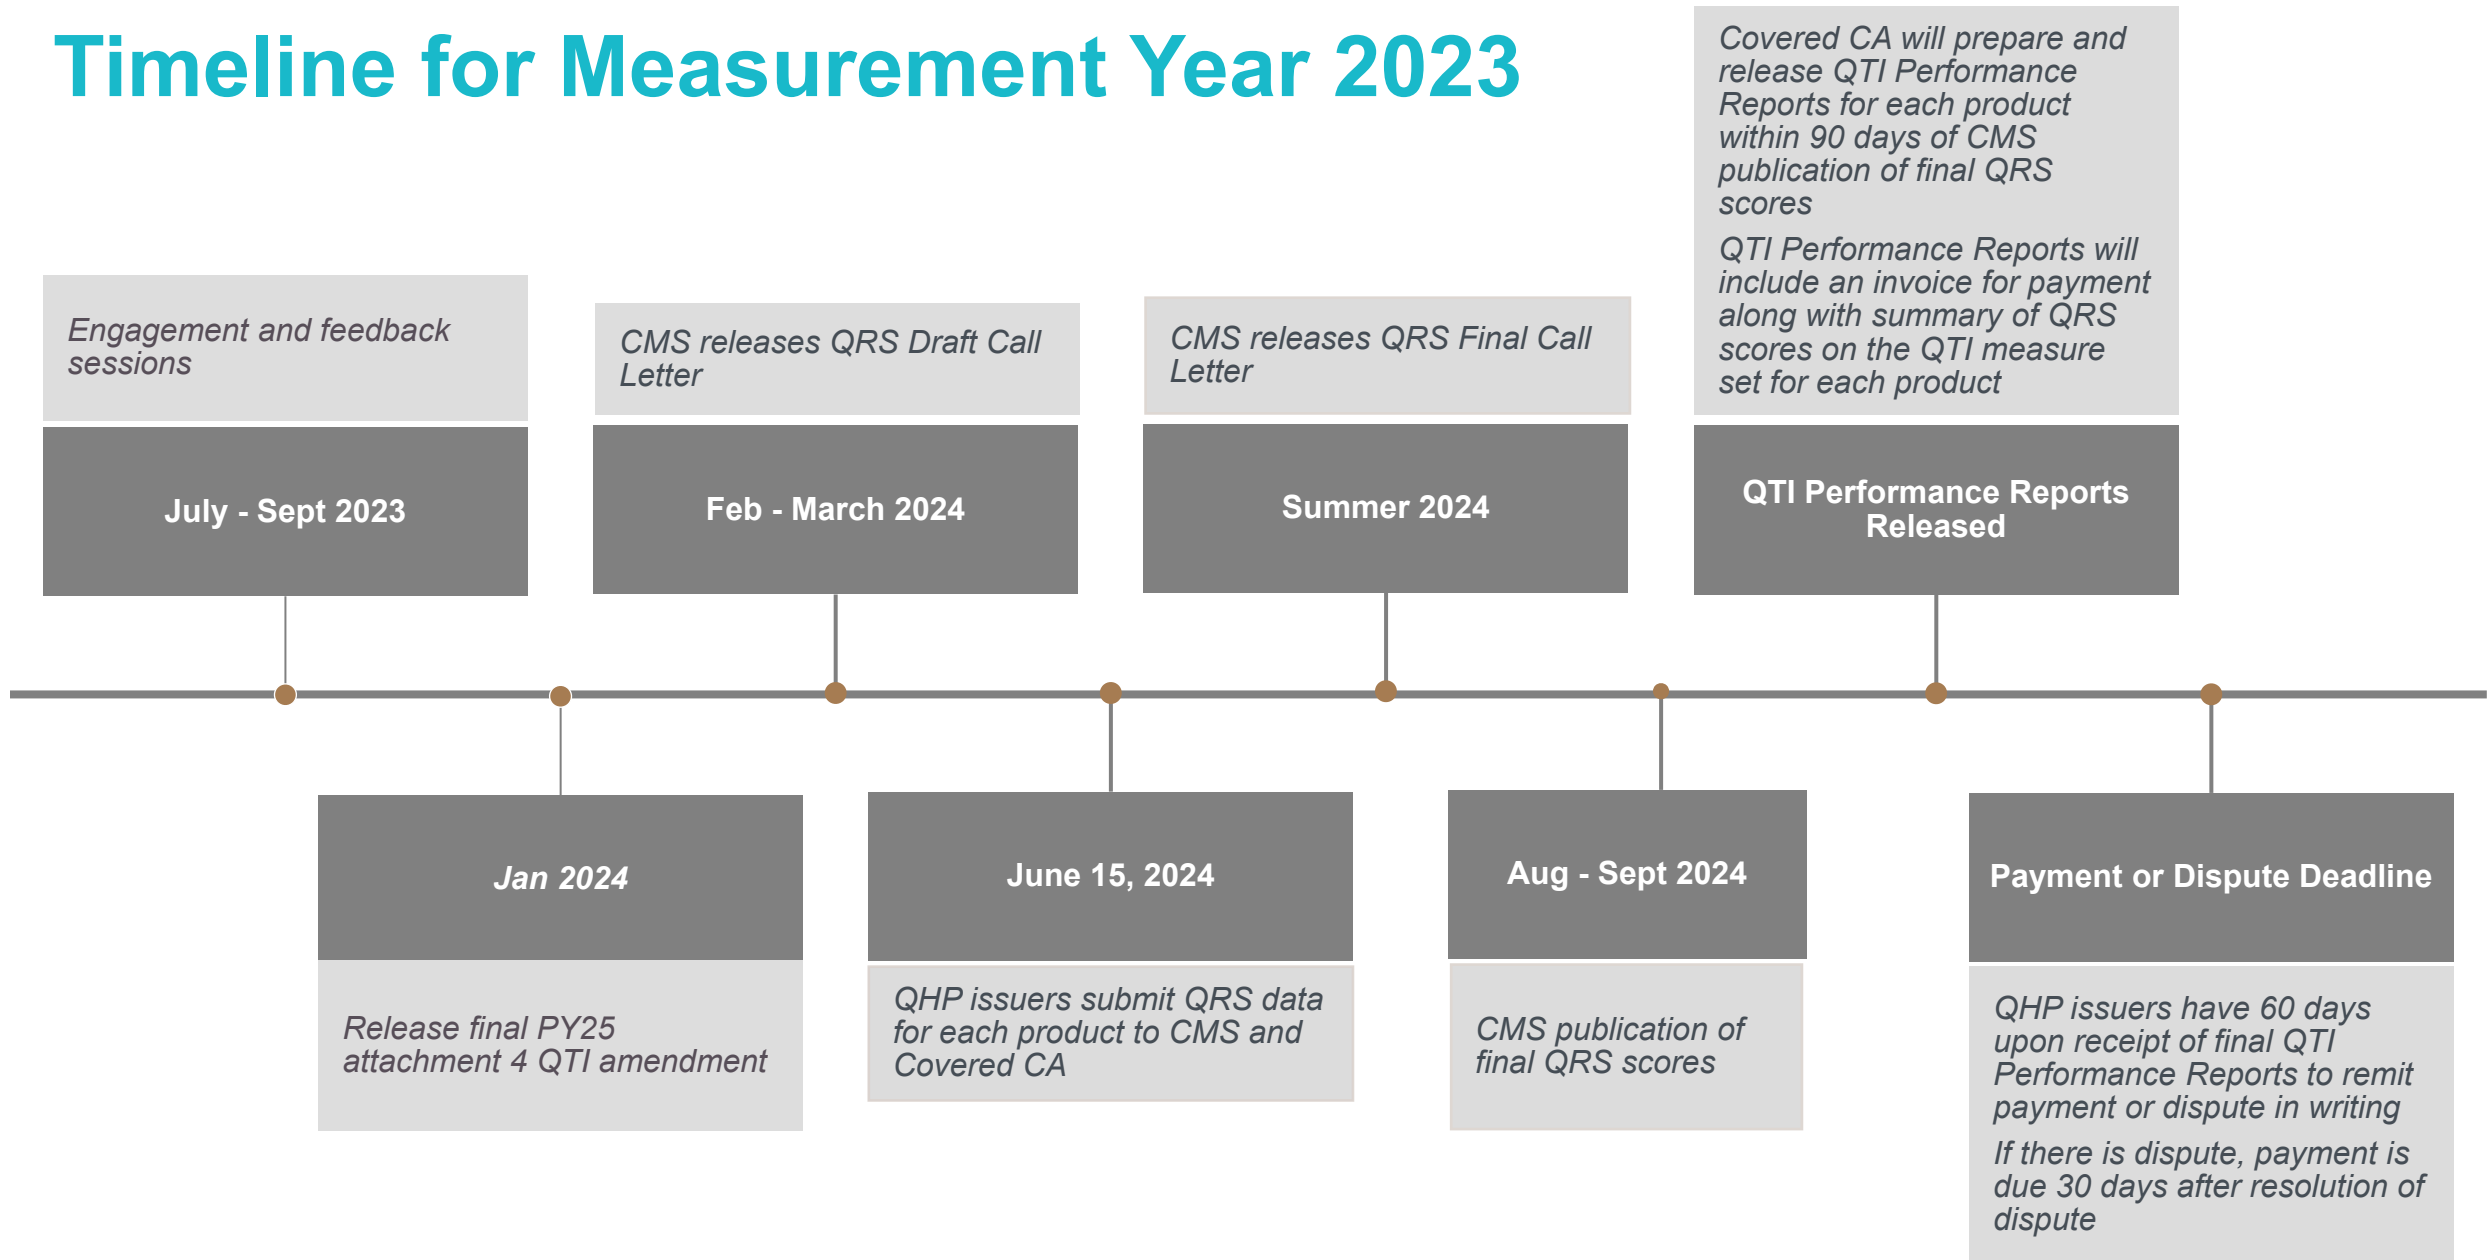 Timeline for Measurement Year 2023
Engagement and feedback
sessions
July - Sept 2023
Release final PY25
attachment 4 QTI amendment
Jan 2024
CMS releases QRS Draft Call
Letter
Feb - March 2024
June 15, 2024
QHP issuers submit QRS data
for each product to CMS and
Covered CA
CMS releases QRS Final Call
Letter
Summer 2024
Aug - Sept 2024
CMS publication of
final QRS scores
Covered CA will prepare and
release QTI Performance
Reports for each product
within 90 days of CMS
publication of final QRS
scores
QTI Performance Reports will
include an invoice for payment
along with summary of QRS
scores on the QTI measure
set for each product
QTI Performance Reports
Released
Payment or Dispute Deadline
QHP issuers have 60 days
upon receipt of final QTI
Performance Reports to remit
payment or dispute in writing
If there is dispute, payment is
due 30 days after resolution of
dispute